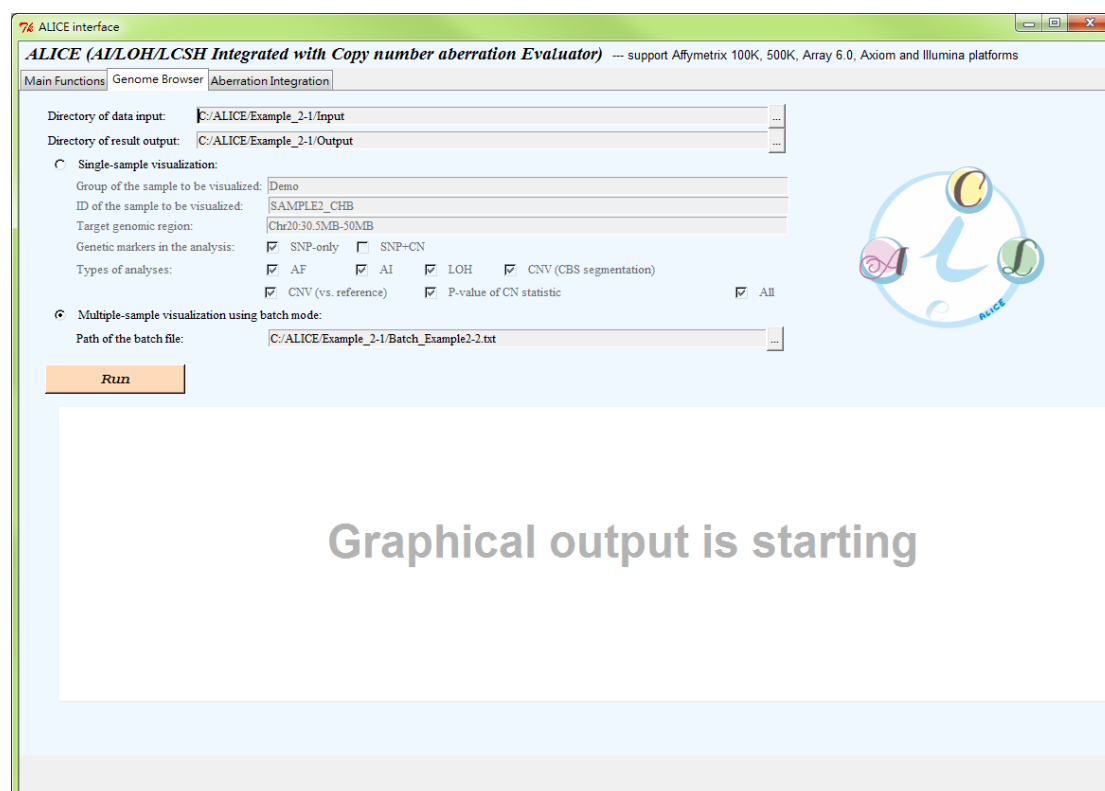 ALICE interface
ALICE (AI/LOH/LCSH Integrated with Copy number aberration Evaluator) --- support Affymetrix 100K, 500K, Array 6.0, Axiom and Illumina platforms
Main Functions Genome Browser Aberration Integration
Directory of data input: C:/ALICE/Example_2-1/Input ...
Directory of result output: C:/ALICE/Example_2-1/Output ...
Single-sample visualization:
Group of the sample to be visualized: Demo
ID of the sample to be visualized: SAMPLE2_CHB
Target genomic region: Chr20:30.5MB-50MB
Genetic markers in the analysis: SNP-only SNP+CN
Types of analyses: AF AI LOH CNV (CBS segmentation)
CNV (vs. reference) P-value of CN statistic All
Multiple-sample visualization using batch mode:
Path of the batch file: C:/ALICE/Example_2-1/Batch_Example2-2.txt ...
Run
C
A i L
e
ALICE
Graphical output is starting